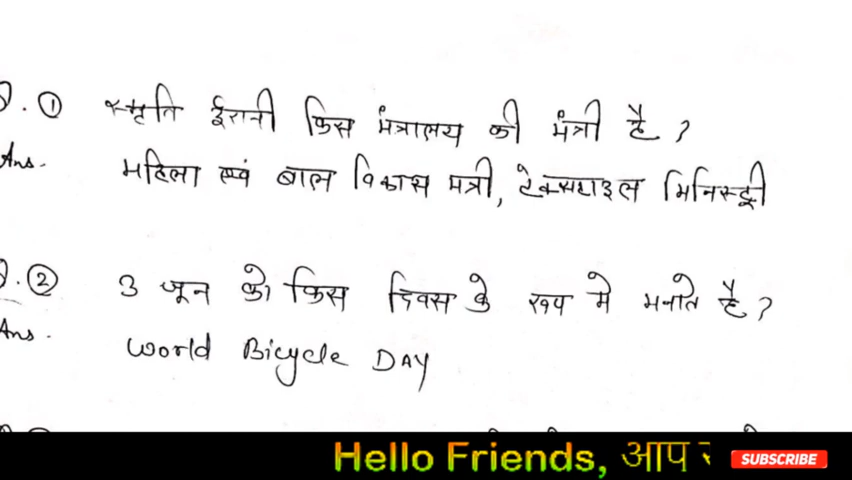 Q. ① स्मृति ईरानी किस मंत्रालय की मंत्री है ?
Ans. महिला एवं बाल विकास मंत्री, टेक्सटाइल मिनिस्ट्री
Q. ② 3 जून को किस दिवस के रूप मे मनाते है ?
Ans. World Bicycle DAY
Hello Friends, आप
SUBSCRIBE